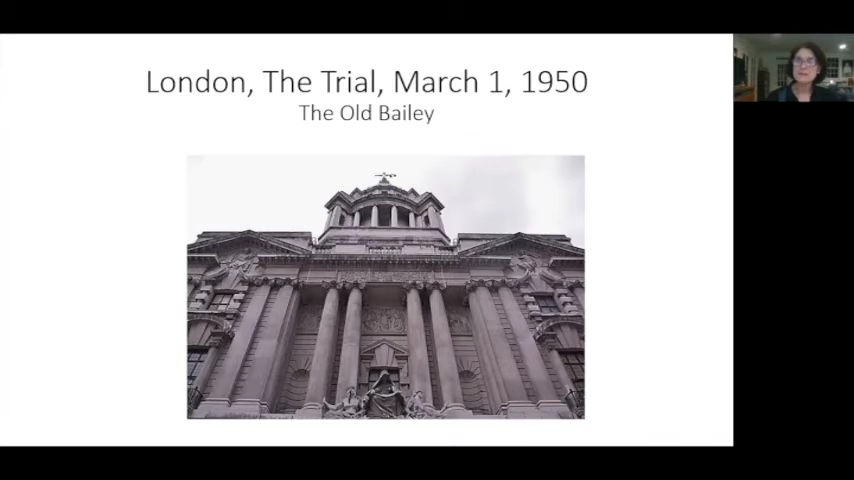 London, The Trial, March 1, 1950
The Old Bailey